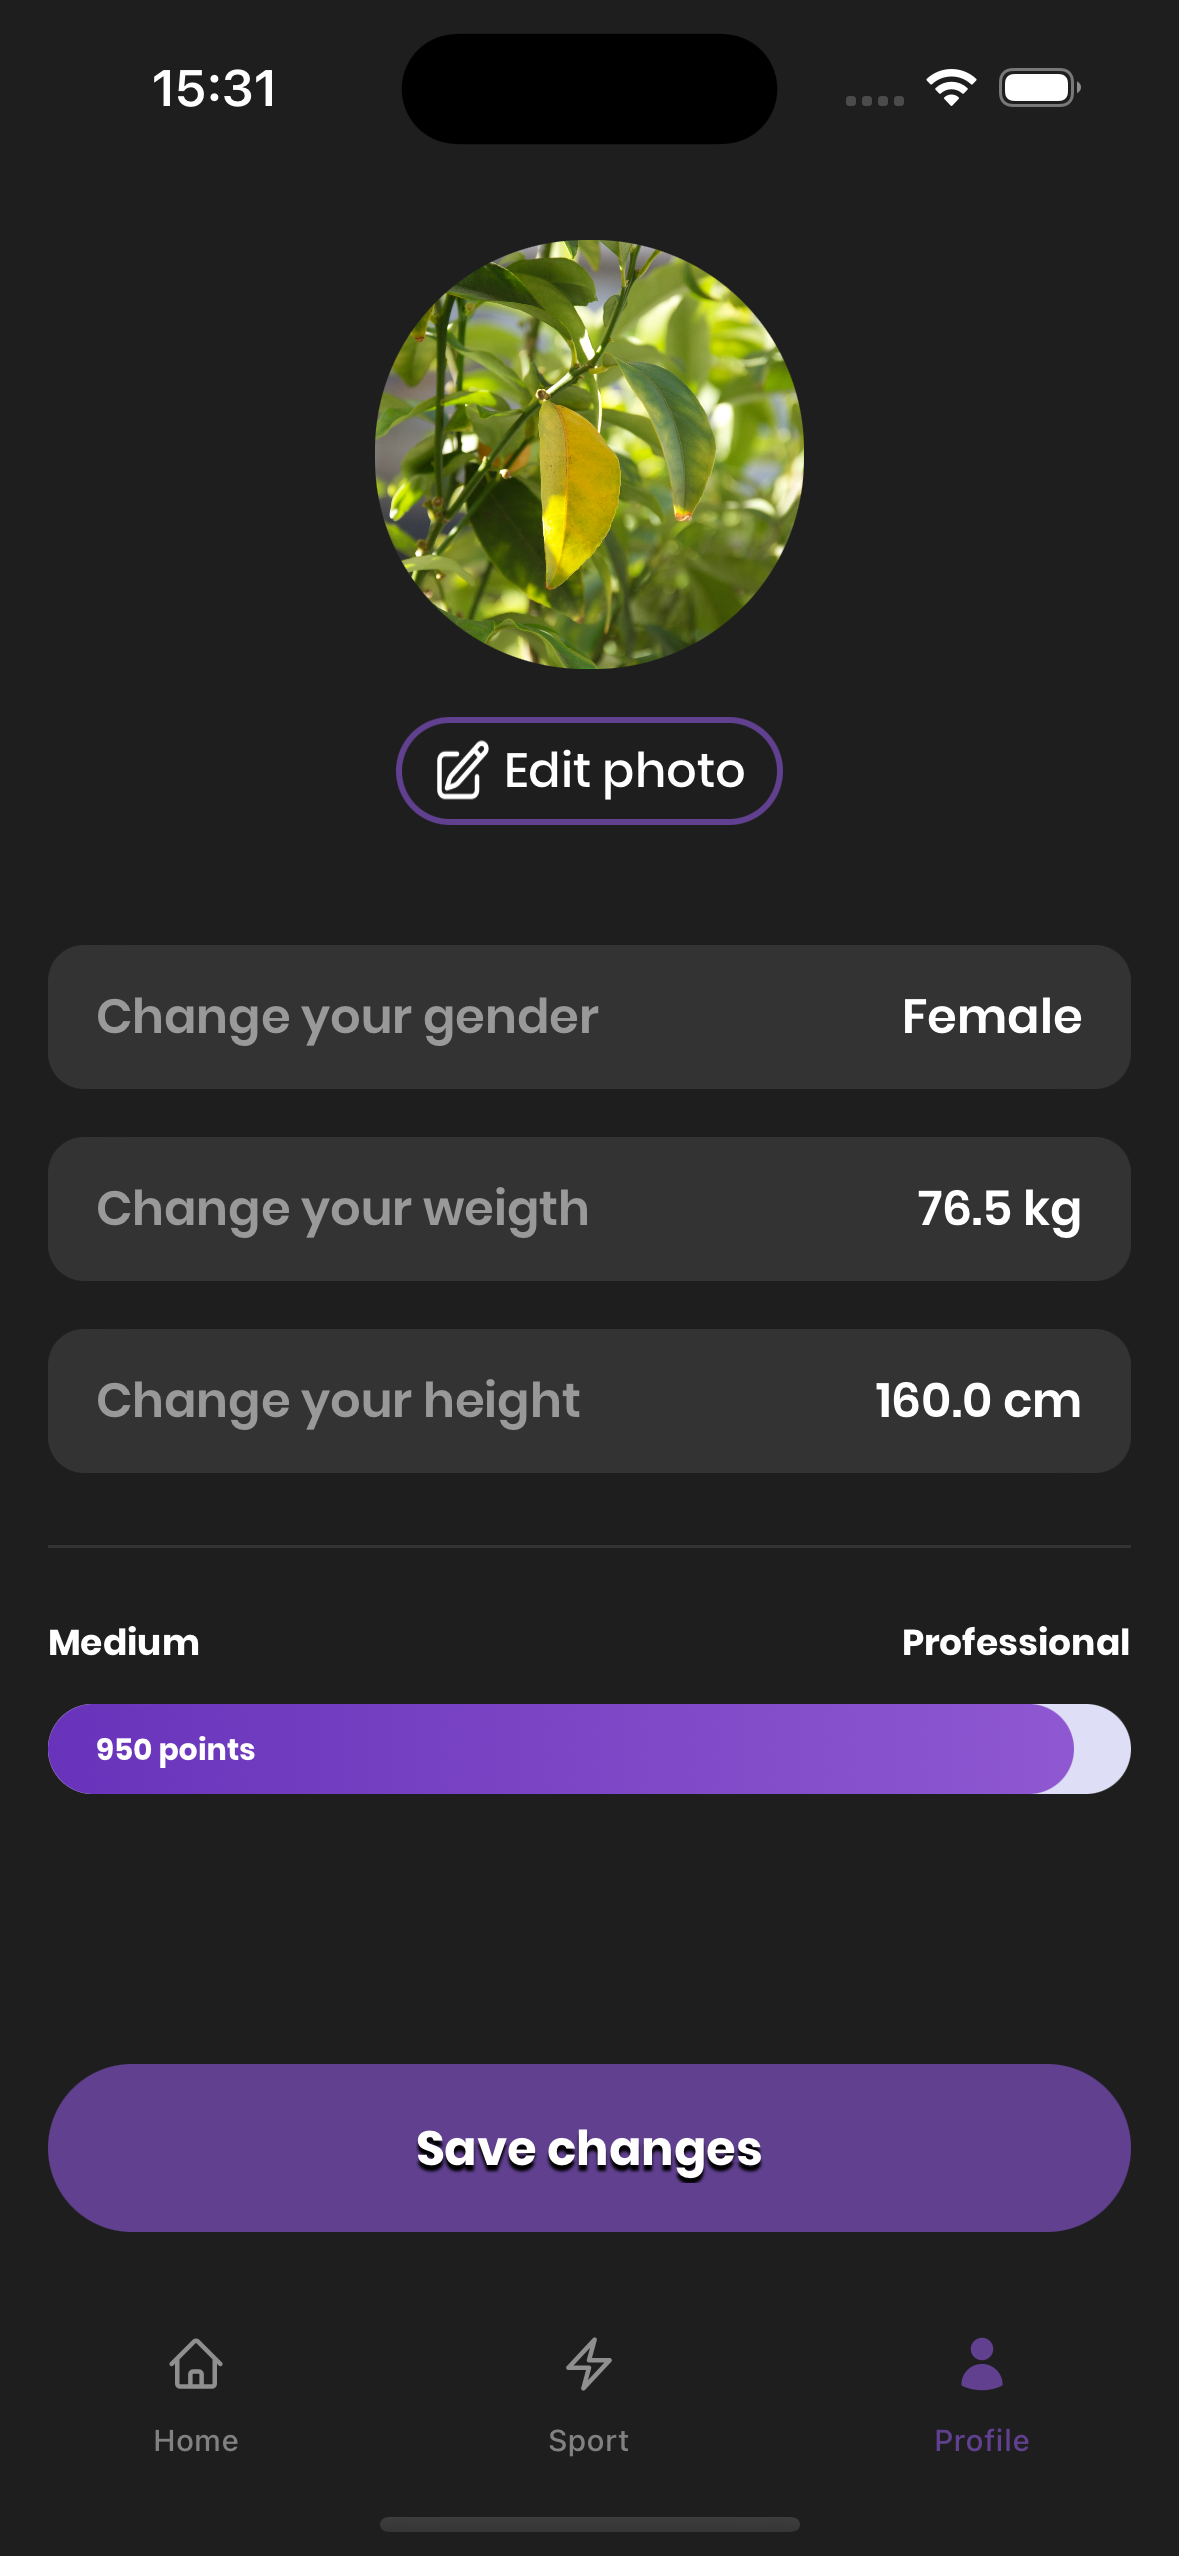 15:31
Edit photo
Change your gender Female
Change your weigth 76.5 kg
Change your height 160.0 cm
Medium Professional
950 points
Save changes
Home Sport Profile